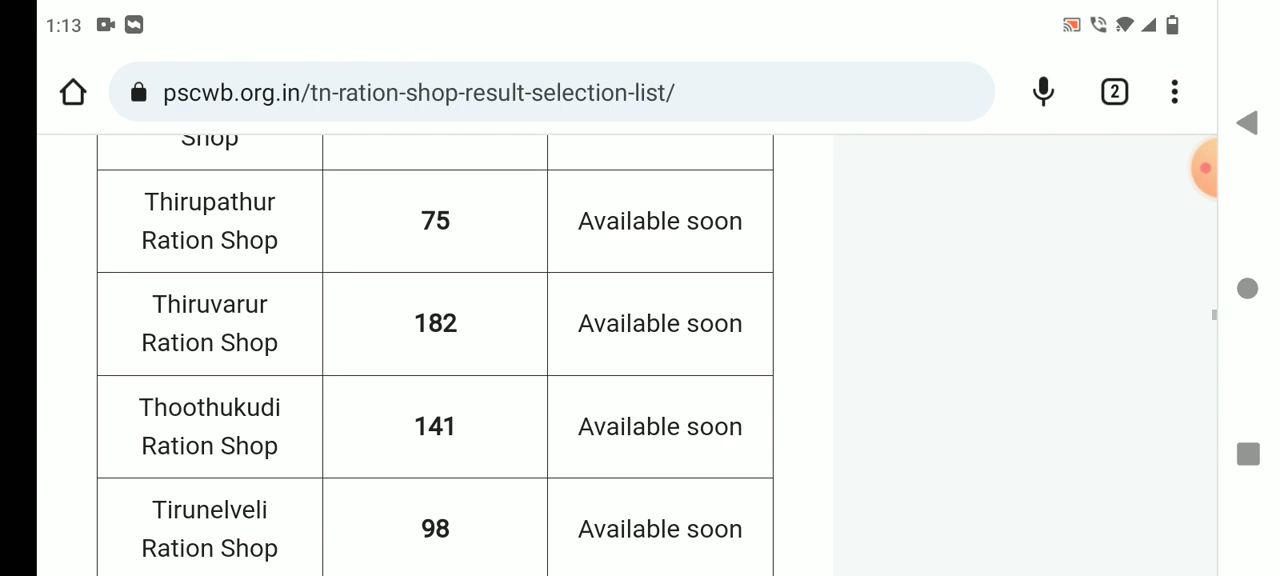 1:13
pscwb.org.in/tn-ration-shop-result-selection-list/
2
Shop
Thirupathur
Ration Shop
75
Available soon
Thiruvarur
Ration Shop
182
Available soon
Thoothukudi
Ration Shop
141
Available soon
Tirunelveli
Ration Shop
98
Available soon